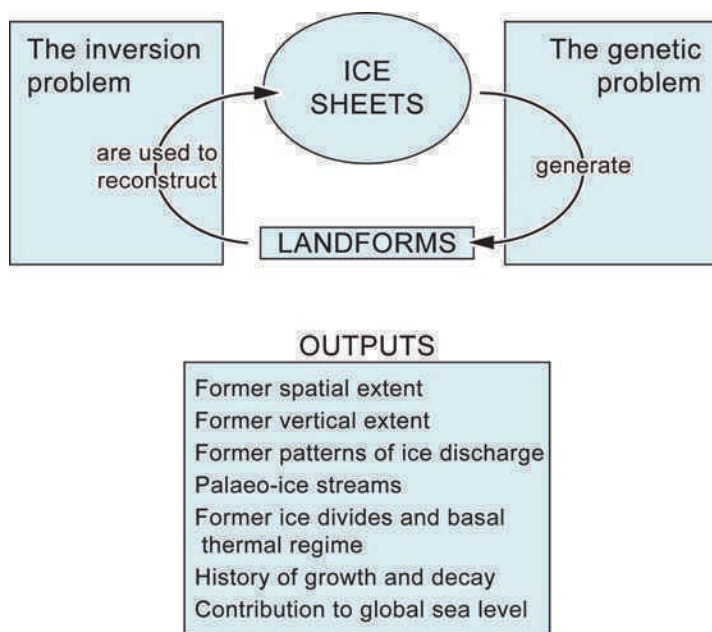 The inversion
problem
ICE
SHEETS
The genetic
problem
are used to
reconstruct
generate
LANDFORMS
OUTPUTS
Former spatial extent
Former vertical extent
Former patterns of ice discharge
Palaeo-ice streams
Former ice divides and basal
thermal regime
History of growth and decay
Contribution to global sea level